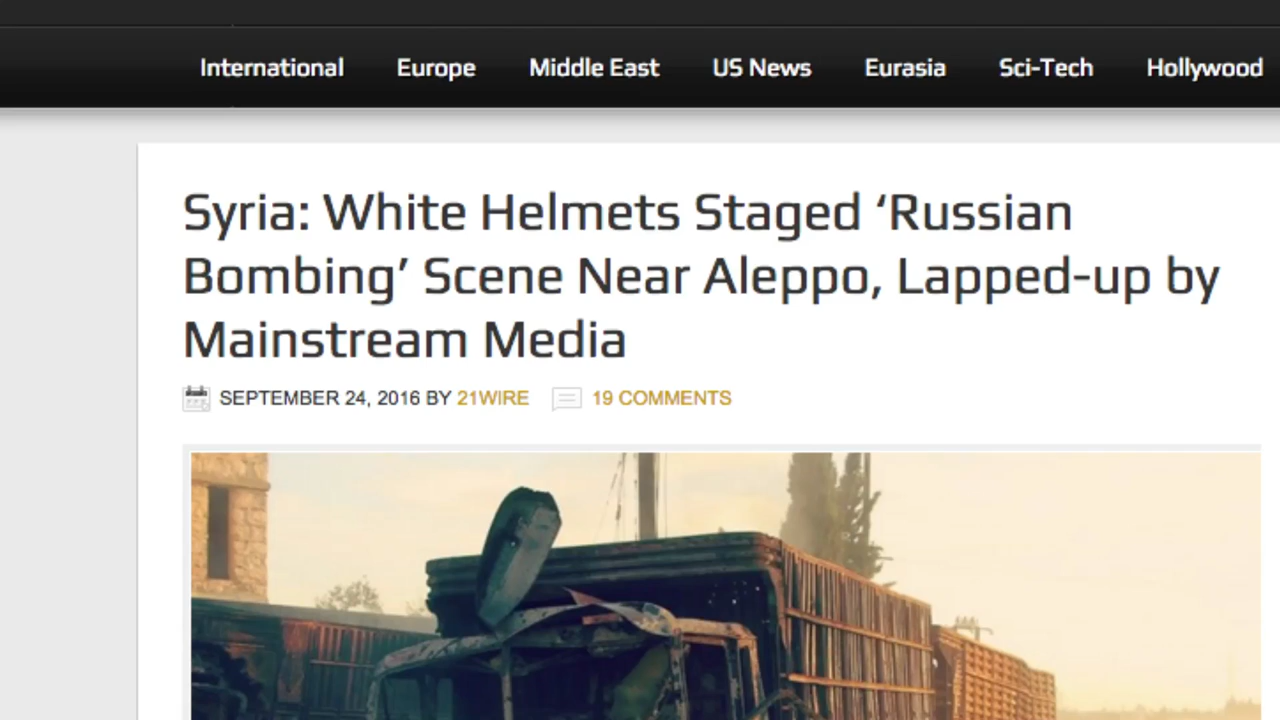 International Europe Middle East US News Eurasia Sci-Tech Hollywood
Syria: White Helmets Staged ‘Russian
Bombing’ Scene Near Aleppo, Lapped-up by
Mainstream Media
SEPTEMBER 24, 2016 BY 21WIRE 19 COMMENTS